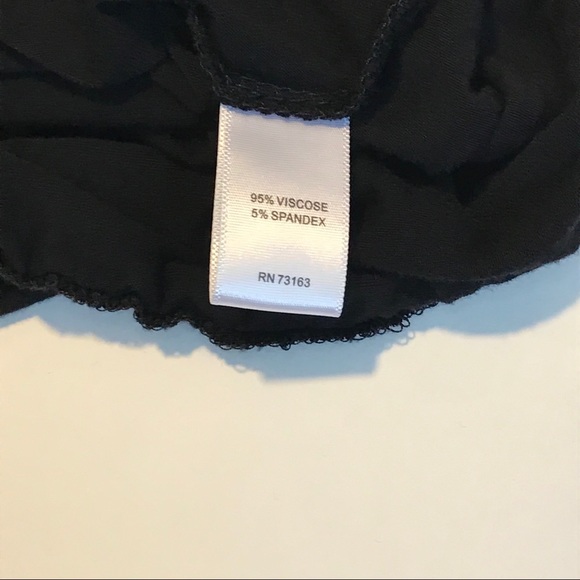 95% VISCOSE
5% SPANDEX
RN 73163